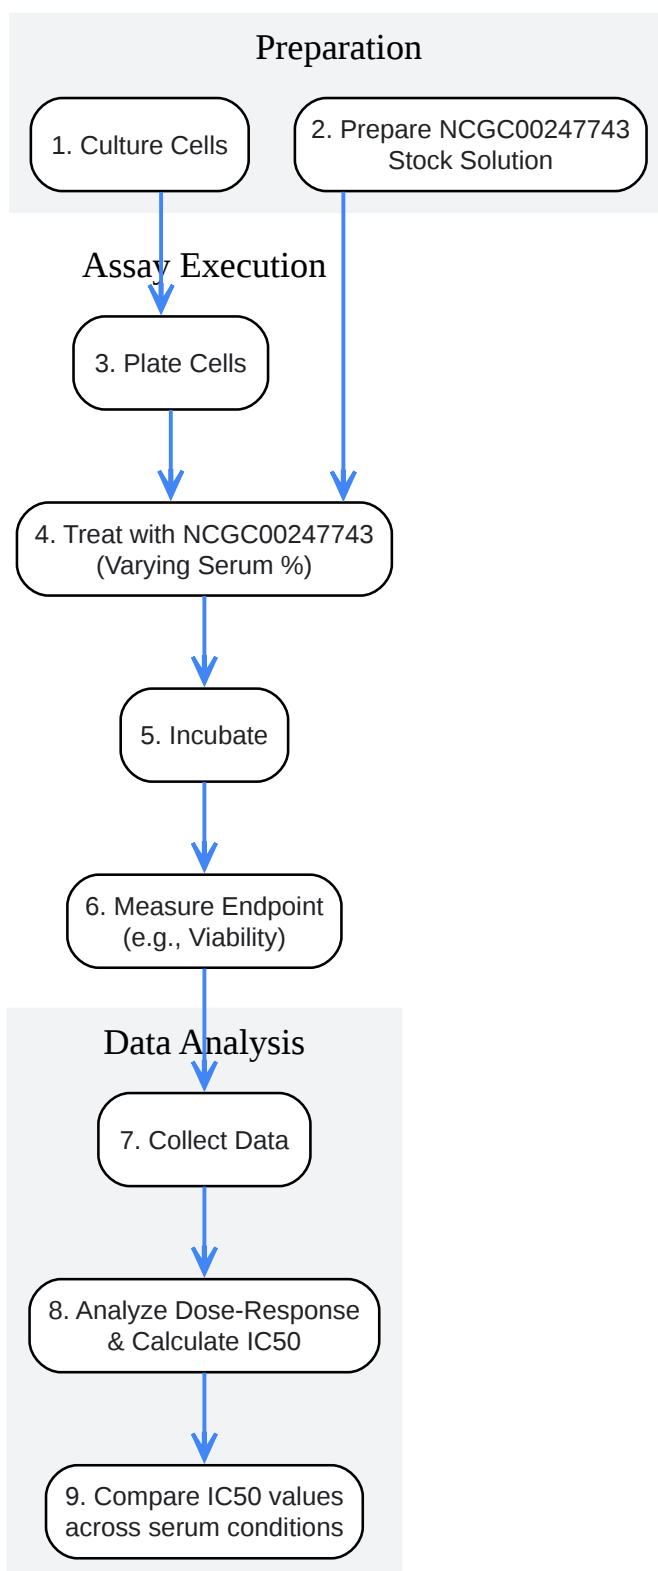 Preparation
1. Culture Cells
2. Prepare NCGC00247743
Stock Solution
Assay Execution
3. Plate Cells
4. Treat with NCGC00247743
(Varying Serum %)
5. Incubate
6. Measure Endpoint
(e.g., Viability)
Data Analysis
7. Collect Data
8. Analyze Dose-Response
& Calculate IC50
9. Compare IC50 values
across serum conditions